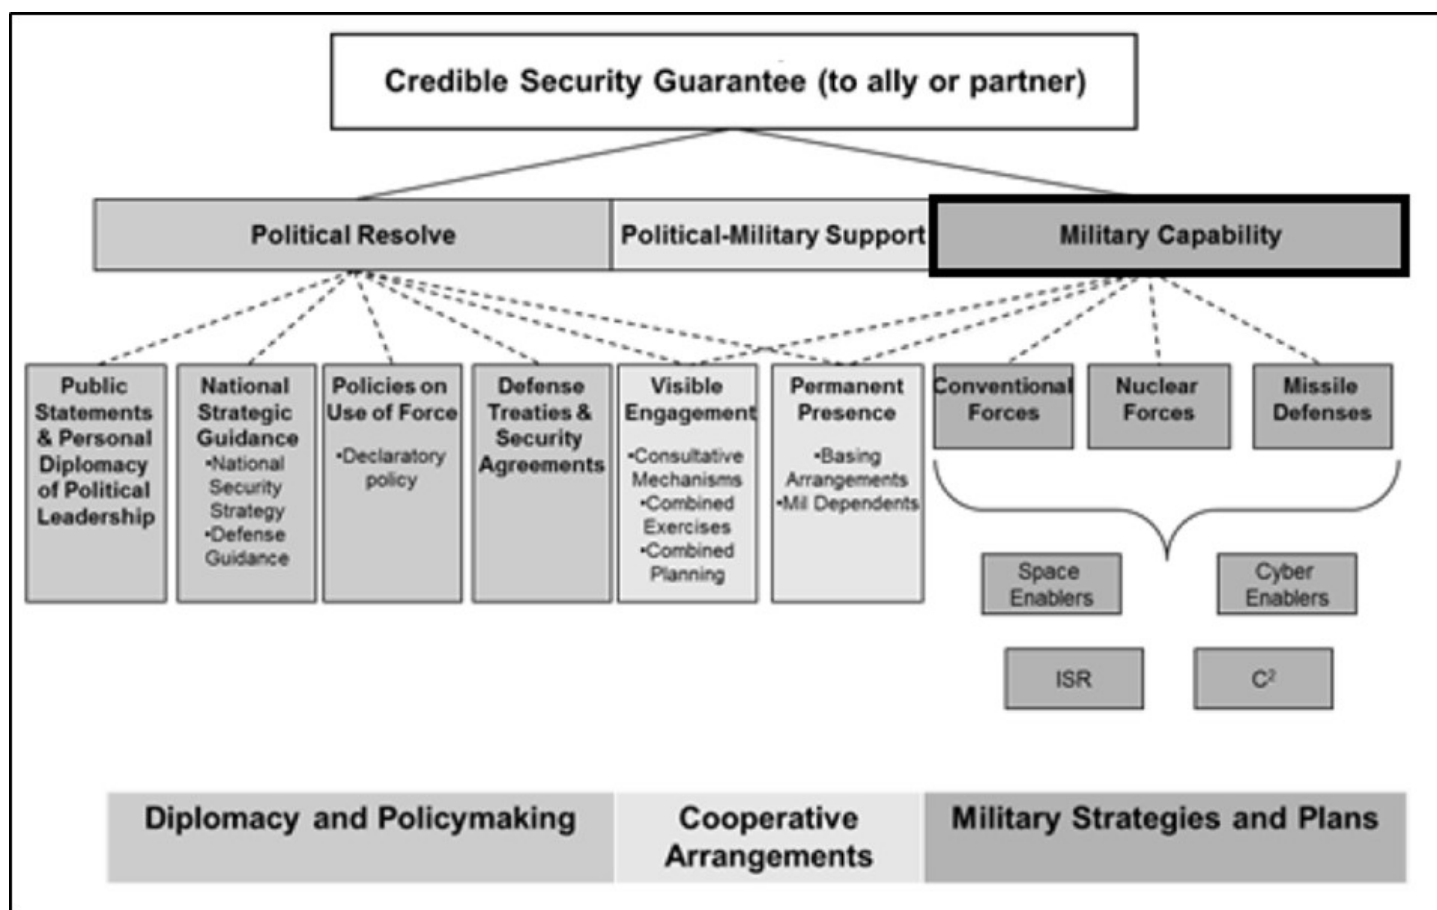 Credible Security Guarantee (to ally or partner)
Political Resolve
Political-Military Support
Military Capability
Public
Statements
& Personal
Diplomacy
of Political
Leadership
National
Strategic
Guidance
•National
Security
Strategy
•Defense
Guidance
Policies on
Use of Force
•Declaratory
policy
Defense
Treaties &
Security
Agreements
Visible
Engagement
•Consultative
Mechanisms
•Combined
Exercises
•Combined
Planning
Permanent
Presence
•Basing
Arrangements
•Mil Dependents
Conventional
Forces
Nuclear
Forces
Missile
Defenses
Space
Enablers
Cyber
Enablers
ISR
C²
Diplomacy and Policymaking
Cooperative
Arrangements
Military Strategies and Plans